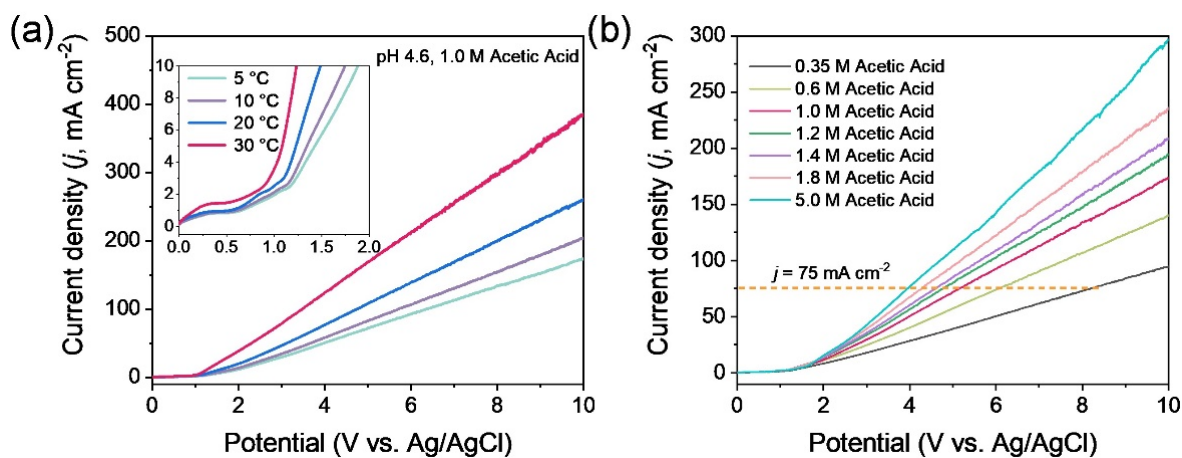 (a)
500
400
300
200
100
0
Current density (j, mA cm⁻²)
0 2 4 6 8 10
Potential (V vs. Ag/AgCl)
pH 4.6, 1.0 M Acetic Acid
10
8
6
4
2
0
0.0 0.5 1.0 1.5 2.0
5 °C
10 °C
20 °C
30 °C
(b)
300
250
200
150
100
50
0
Current density (j, mA cm⁻²)
0 2 4 6 8 10
Potential (V vs. Ag/AgCl)
0.35 M Acetic Acid
0.6 M Acetic Acid
1.0 M Acetic Acid
1.2 M Acetic Acid
1.4 M Acetic Acid
1.8 M Acetic Acid
5.0 M Acetic Acid
j = 75 mA cm⁻²